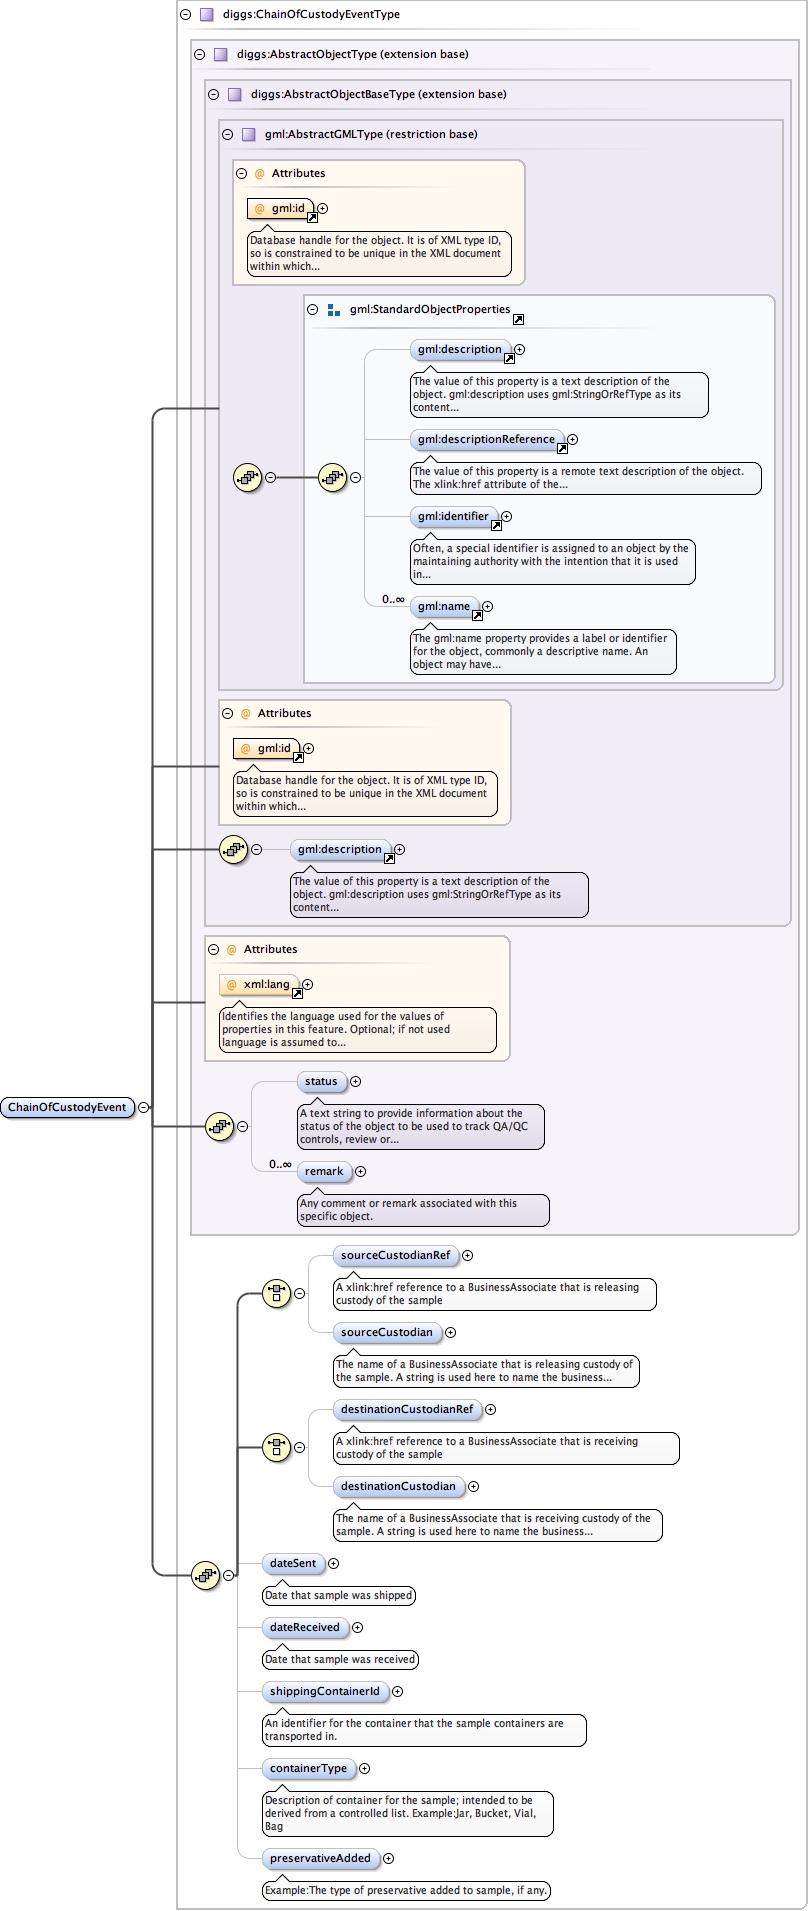 diggs:ChainOfCustodyEventType
diggs:AbstractObjectType (extension base)
diggs:AbstractObjectBaseType (extension base)
gml:AbstractGMLType (restriction base)
@ Attributes
@ gml:id
Database handle for the object. It is of XML type ID,
so is constrained to be unique in the XML document
within which...
gml:StandardObjectProperties
gml:description
The value of this property is a text description of the
object. gml:description uses gml:StringOrRefType as its
content...
gml:descriptionReference
The value of this property is a remote text description of the object.
The xlink:href attribute of the...
gml:identifier
Often, a special identifier is assigned to an object by the
maintaining authority with the intention that it is used
in...
0..∞
gml:name
The gml:name property provides a label or identifier
for the object, commonly a descriptive name. An
object may have...
@ Attributes
@ gml:id
Database handle for the object. It is of XML type ID,
so is constrained to be unique in the XML document
within which...
gml:description
The value of this property is a text description of the
object. gml:description uses gml:StringOrRefType as its
content...
@ Attributes
@ xml:lang
Identifies the language used for the values of
properties in this feature. Optional; if not used
language is assumed to...
ChainOfCustodyEvent
status
A text string to provide information about the
status of the object to be used to track QA/QC
controls, review or...
0..∞
remark
Any comment or remark associated with this
specific object.
sourceCustodianRef
A xlink:href reference to a BusinessAssociate that is releasing
custody of the sample
sourceCustodian
The name of a BusinessAssociate that is releasing custody of
the sample. A string is used here to name the business...
destinationCustodianRef
A xlink:href reference to a BusinessAssociate that is receiving
custody of the sample
destinationCustodian
The name of a BusinessAssociate that is receiving custody of the
sample. A string is used here to name the business...
dateSent
Date that sample was shipped
dateReceived
Date that sample was received
shippingContainerId
An identifier for the container that the sample containers are
transported in.
containerType
Description of container for the sample; intended to be
derived from a controlled list. Example;Jar, Bucket, Vial,
Bag
preservativeAdded
Example:The type of preservative added to sample, if any.